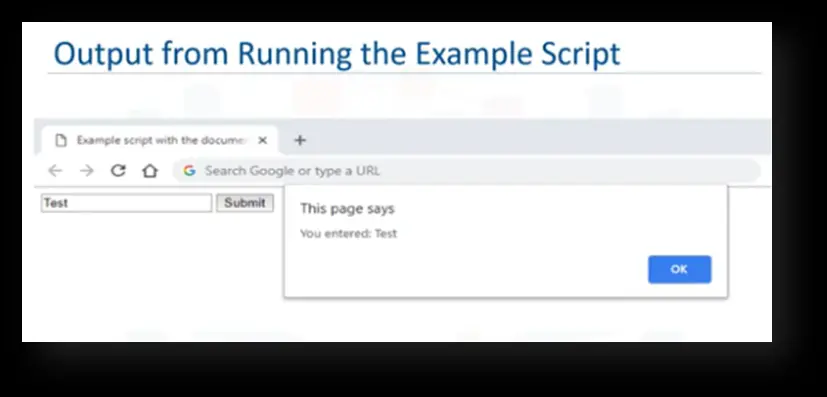 Output from Running the Example Script
Example script with the docume
Search Google or type a URL
Test Submit
This page says
You entered: Test
OK